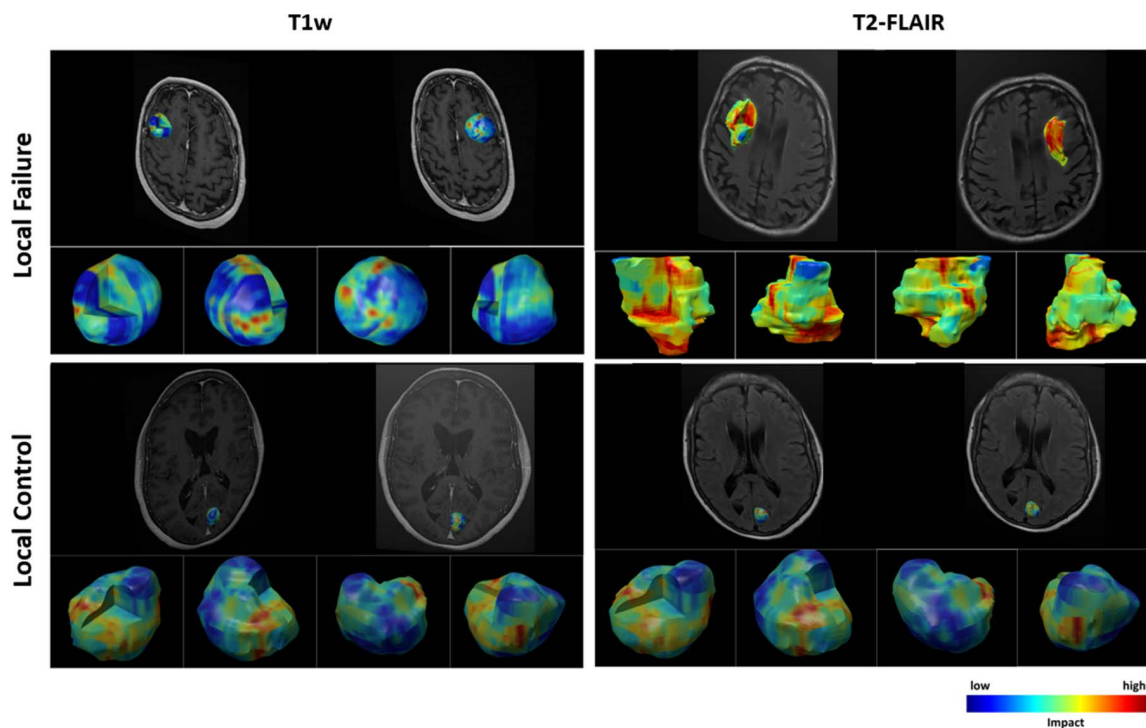 T1w
T2-FLAIR
Local Failure
Local Control
low
high
Impact